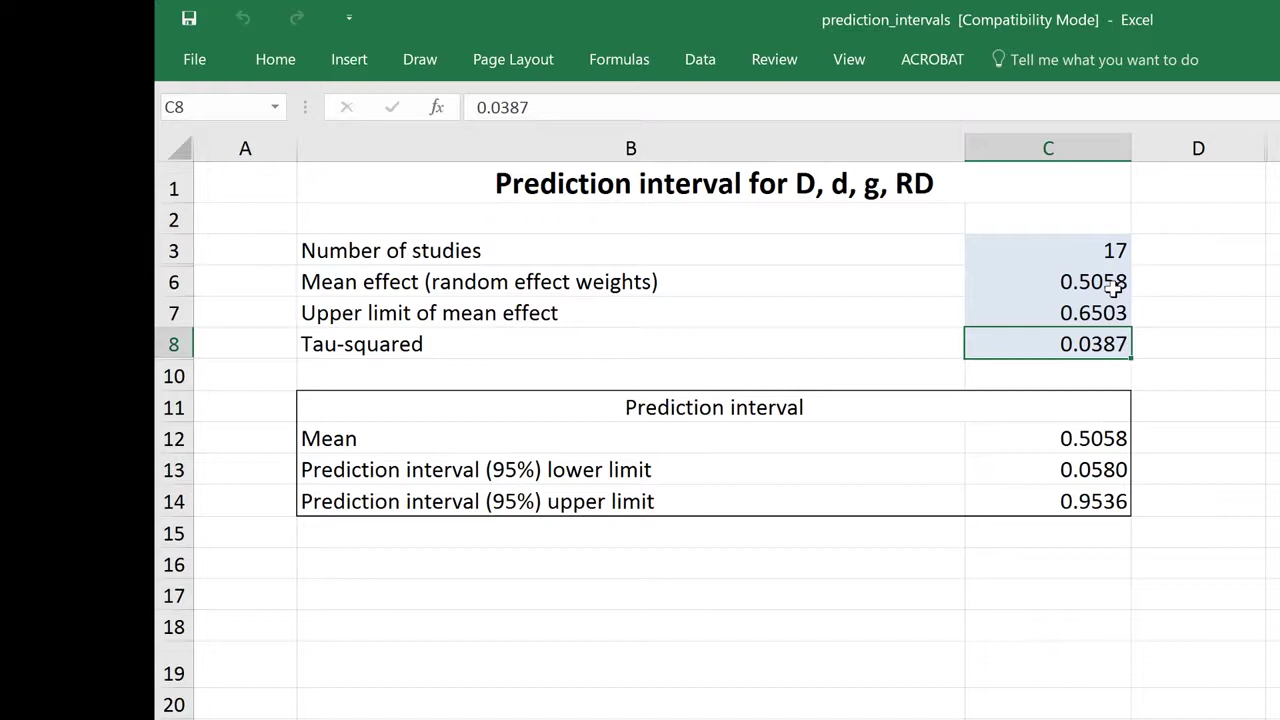 prediction_intervals [Compatibility Mode] - Excel
File Home Insert Draw Page Layout Formulas Data Review View ACROBAT Tell me what you want to do
C8 fx 0.0387
A B C D
1 Prediction interval for D, d, g, RD
2
3 Number of studies 17
6 Mean effect (random effect weights) 0.5058
7 Upper limit of mean effect 0.6503
8 Tau-squared 0.0387
10
11 Prediction interval
12 Mean 0.5058
13 Prediction interval (95%) lower limit 0.0580
14 Prediction interval (95%) upper limit 0.9536
15
16
17
18
19
20